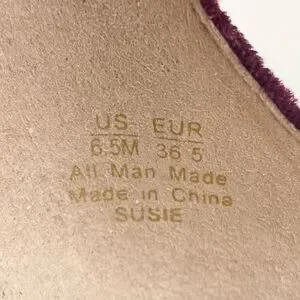 US EUR
6.5M 36 5
All Man Made
Made in China
SUSIE